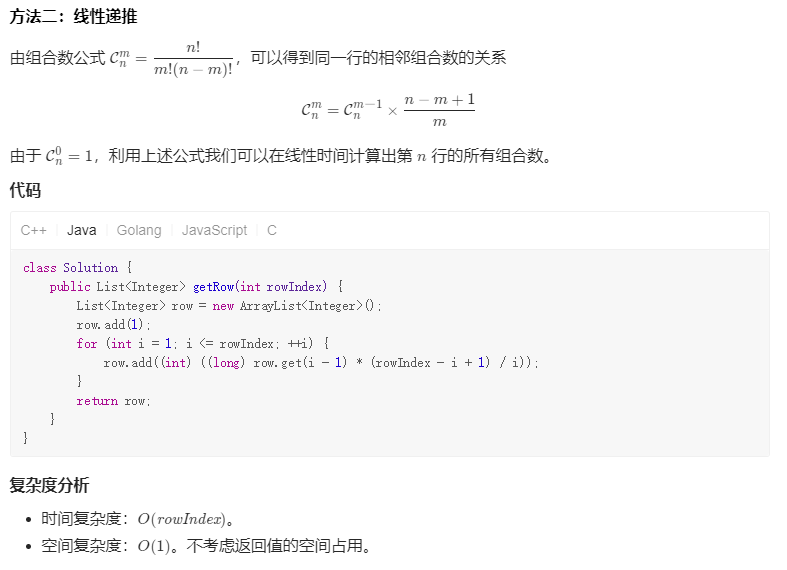 方法二：线性递推
由组合数公式 $\mathcal{C}_n^m = \frac{n!}{m!(n-m)!}$，可以得到同一行的相邻组合数的关系
$\mathcal{C}_n^m = \mathcal{C}_n^{m-1} \times \frac{n-m+1}{m}$
由于 $\mathcal{C}_n^0 = 1$，利用上述公式我们可以在线性时间计算出第 $n$ 行的所有组合数。
代码
C++ Java Golang JavaScript C
class Solution {
    public List<Integer> getRow(int rowIndex) {
        List<Integer> row = new ArrayList<Integer>();
        row.add(1);
        for (int i = 1; i <= rowIndex; ++i) {
            row.add((int) ((long) row.get(i - 1) * (rowIndex - i + 1) / i));
        }
        return row;
    }
}
复杂度分析
• 时间复杂度：$O(rowIndex)$。
• 空间复杂度：$O(1)$。不考虑返回值的空间占用。